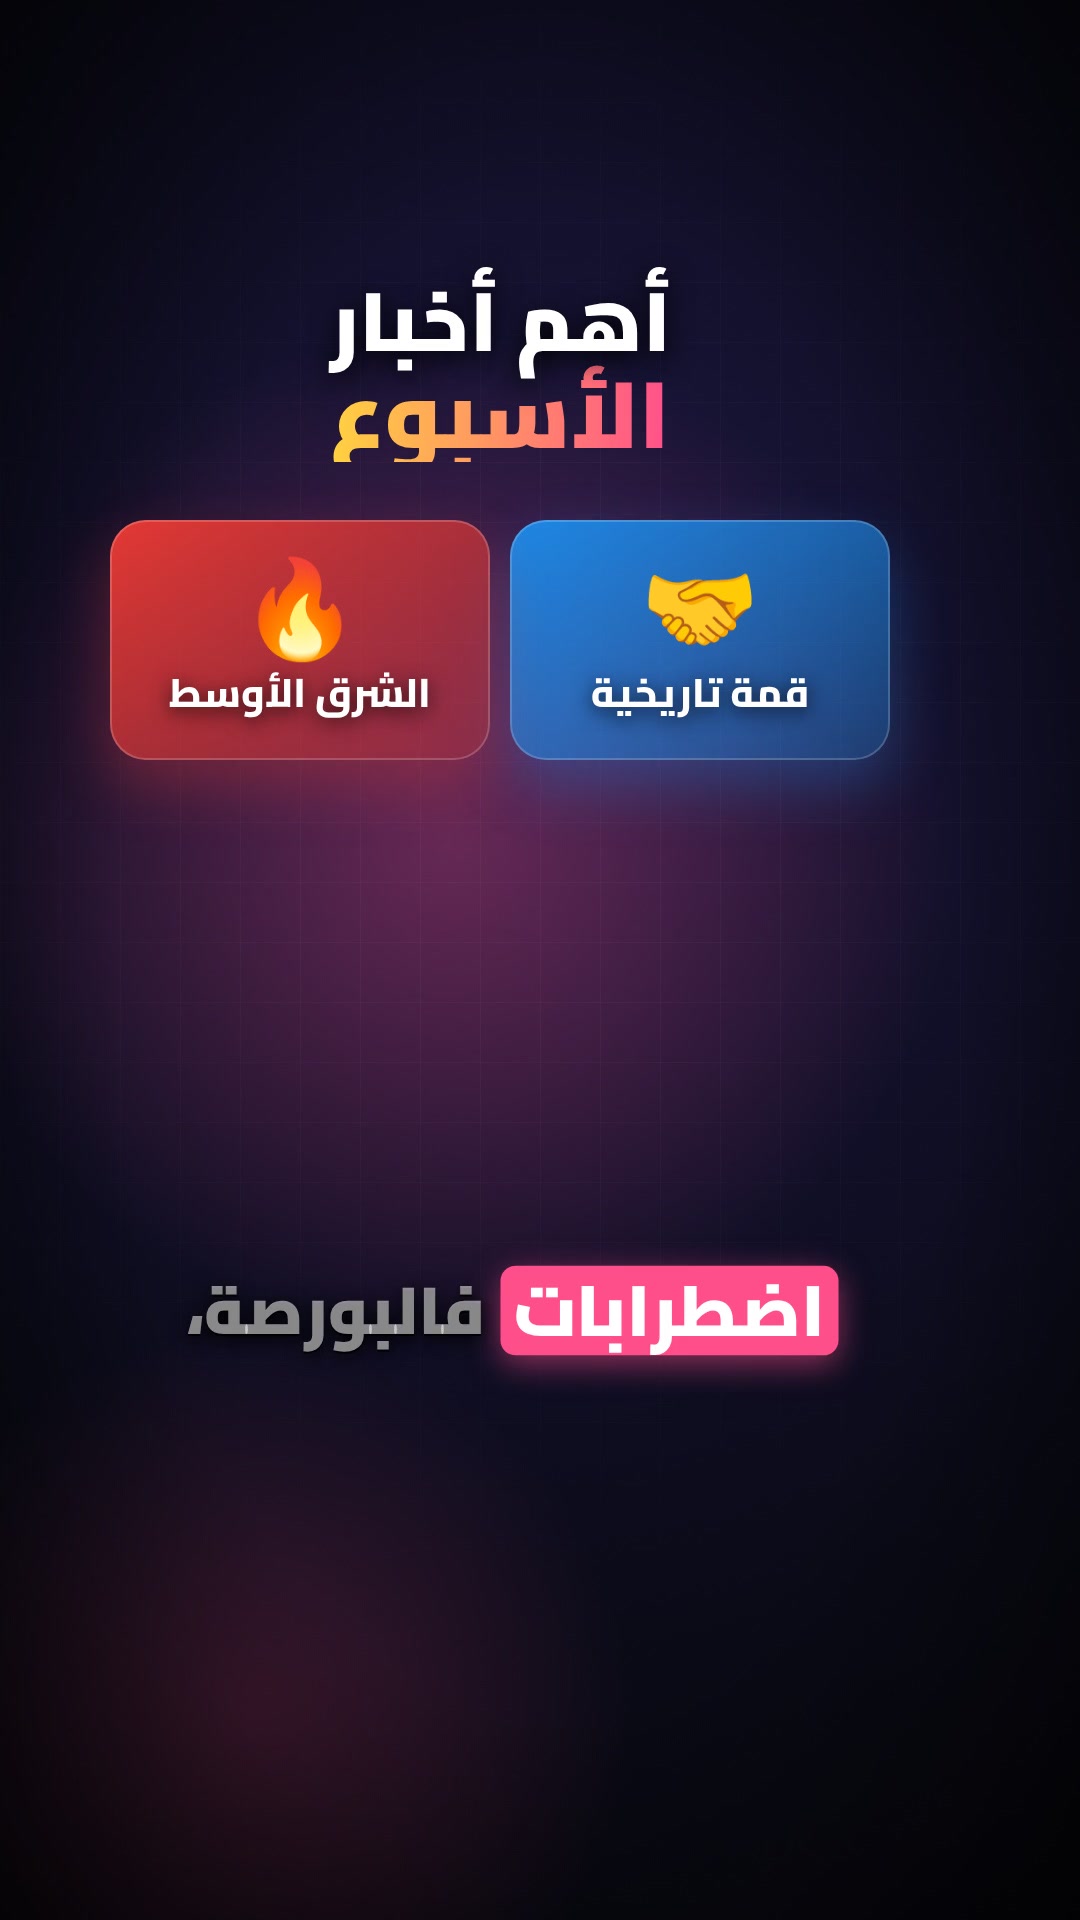 أهم أخبار
الأسبوع
قمة تاريخية
الشرق الأوسط
اضطرابات فالبورصة،